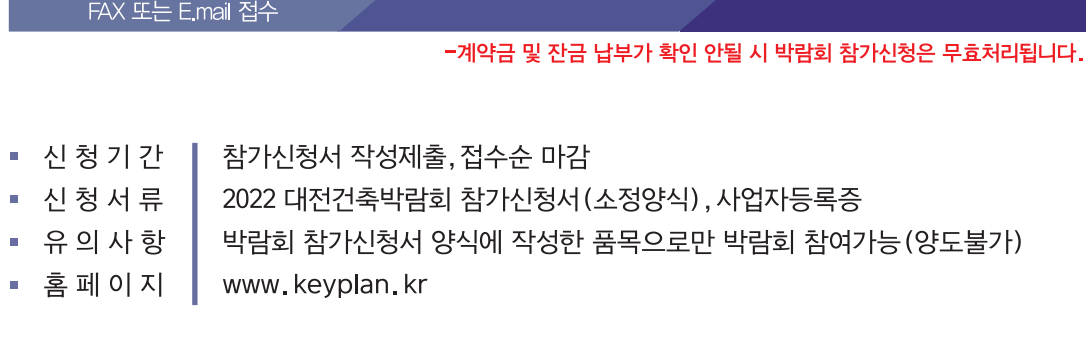 FAX 또는 E.mail 접수
-계약금 및 잔금 납부가 확인 안될 시 박람회 참가신청은 무효처리됩니다.
▪ 신 청 기 간 참가신청서 작성제출, 접수순 마감
▪ 신 청 서 류 2022 대전건축박람회 참가신청서(소정양식), 사업자등록증
▪ 유 의 사 항 박람회 참가신청서 양식에 작성한 품목으로만 박람회 참여가능(양도불가)
▪ 홈 페 이 지 www.keyplan.kr